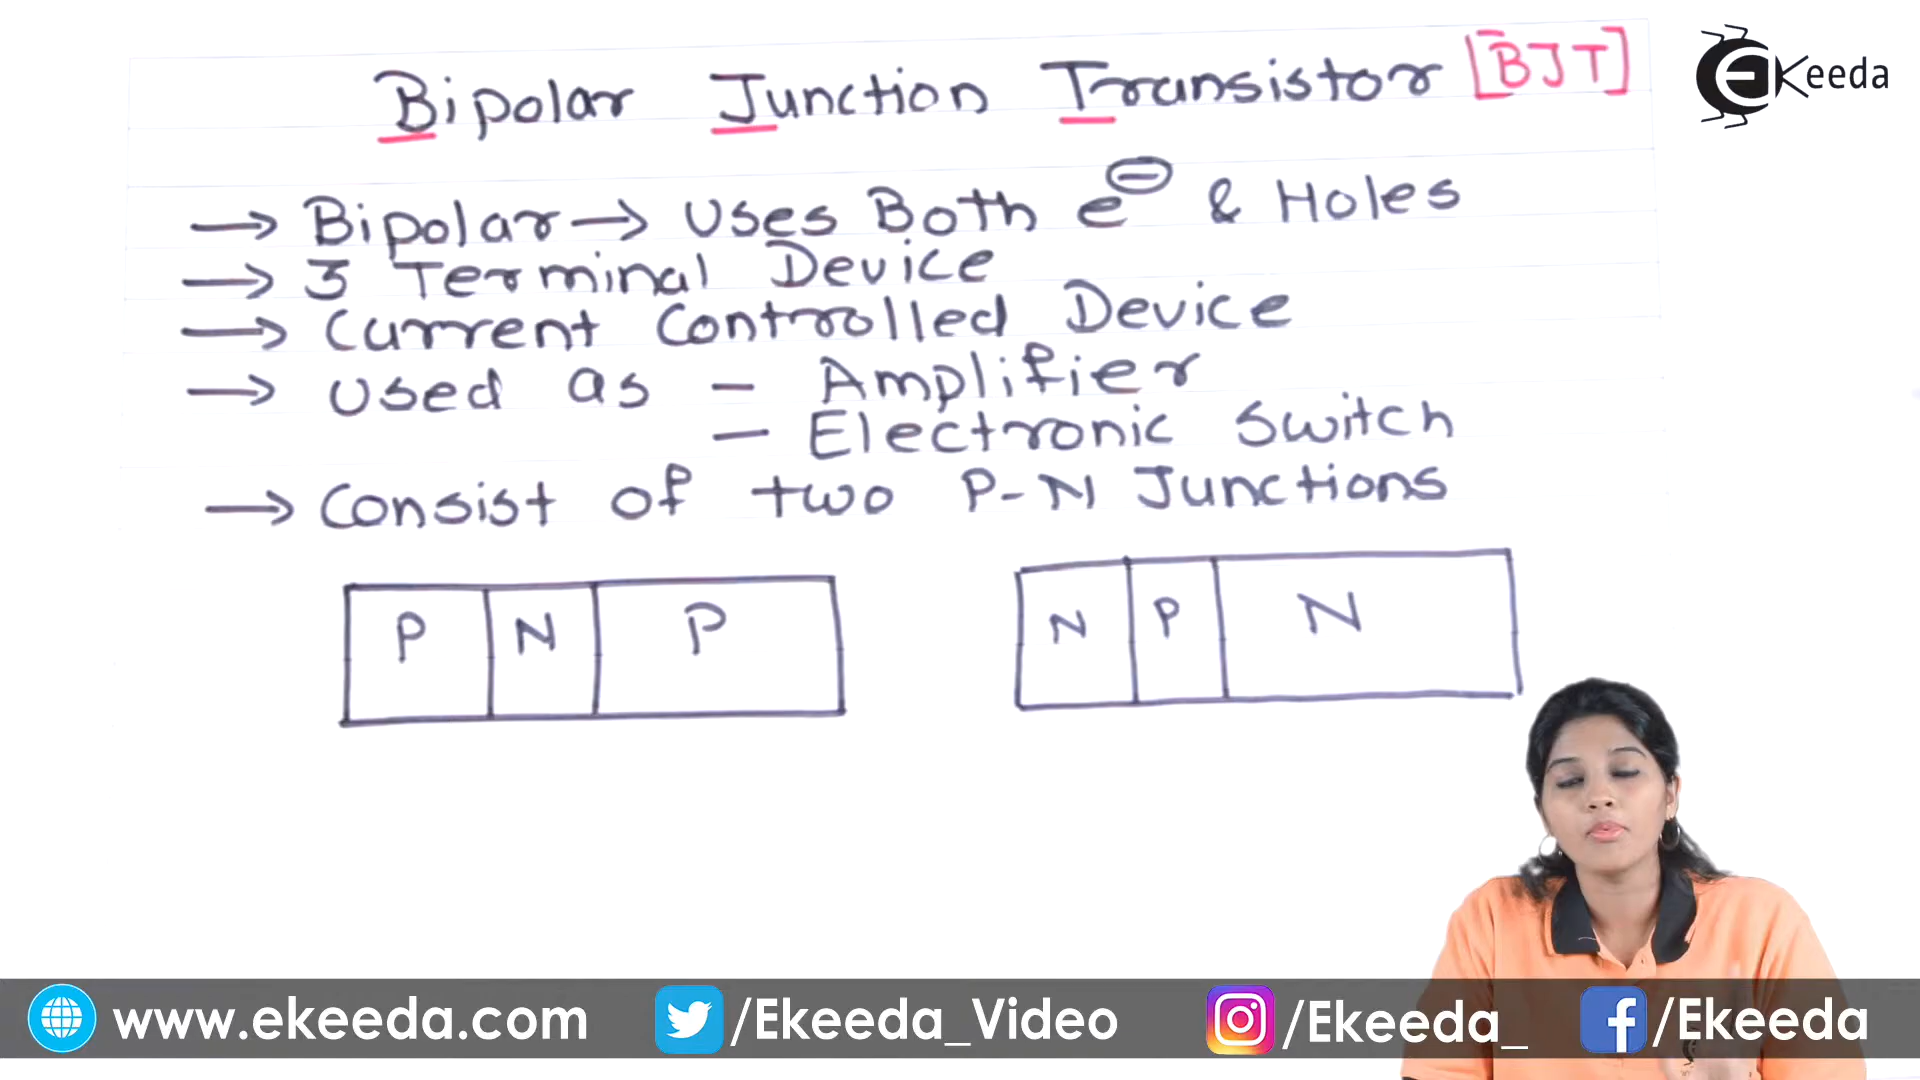 Bipolar Junction Transistor [BJT]
EKeeda
→ Bipolar → Uses Both e⊖ & Holes
→ 3 Terminal Device
→ Current Controlled Device
→ Used as – Amplifier
– Electronic Switch
→ Consist of two P-N Junctions
P N P
N P N
www.ekeeda.com /Ekeeda_Video /Ekeeda_ /Ekeeda